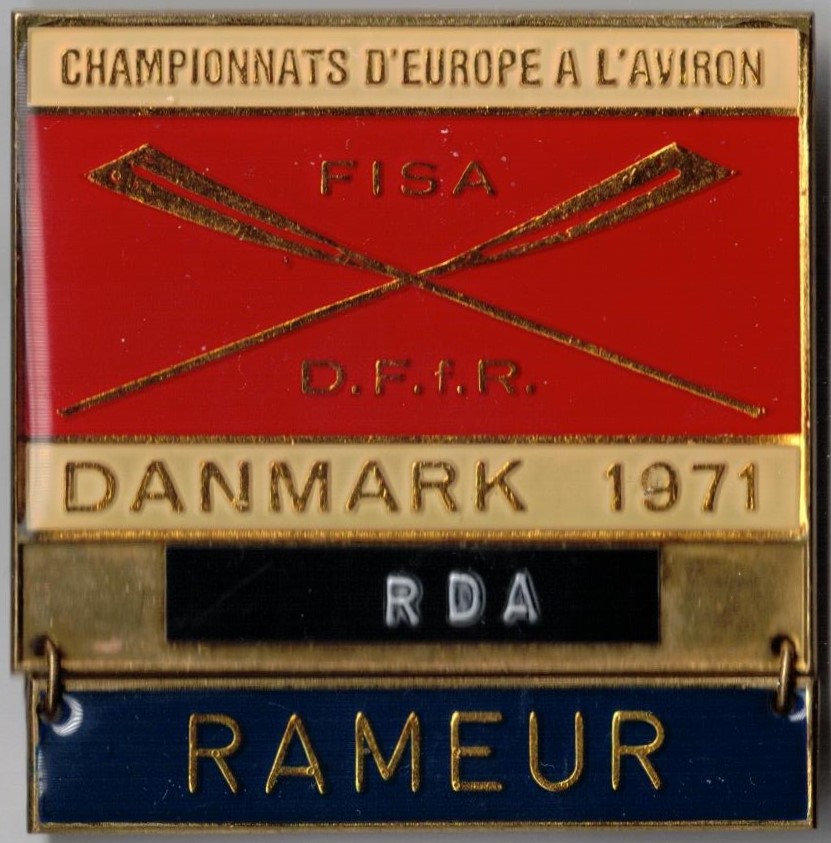 CHAMPIONNATS D'EUROPE A L'AVIRON
FISA
D.F.f.R.
DANMARK 1971
RDA
RAMEUR